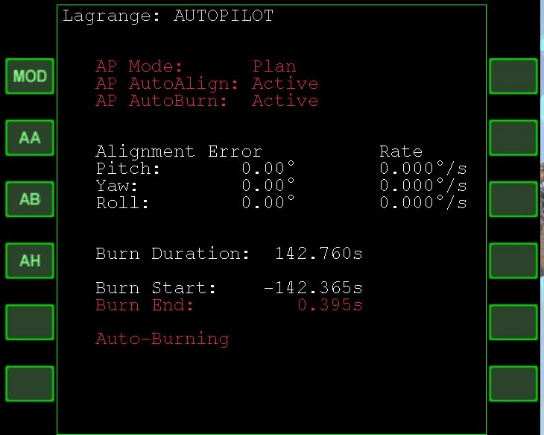 Lagrange: AUTOPILOT
AP Mode: Plan
MOD
AP AutoAlign: Active
AP AutoBurn: Active
AA
Alignment Error Rate
Pitch: 0.00° 0.000°/s
Yaw: 0.00° 0.000°/s
AB
Roll: 0.00° 0.000°/s
Burn Duration: 142.760s
AH
Burn Start: -142.365s
Burn End: 0.395s
Auto-Burning